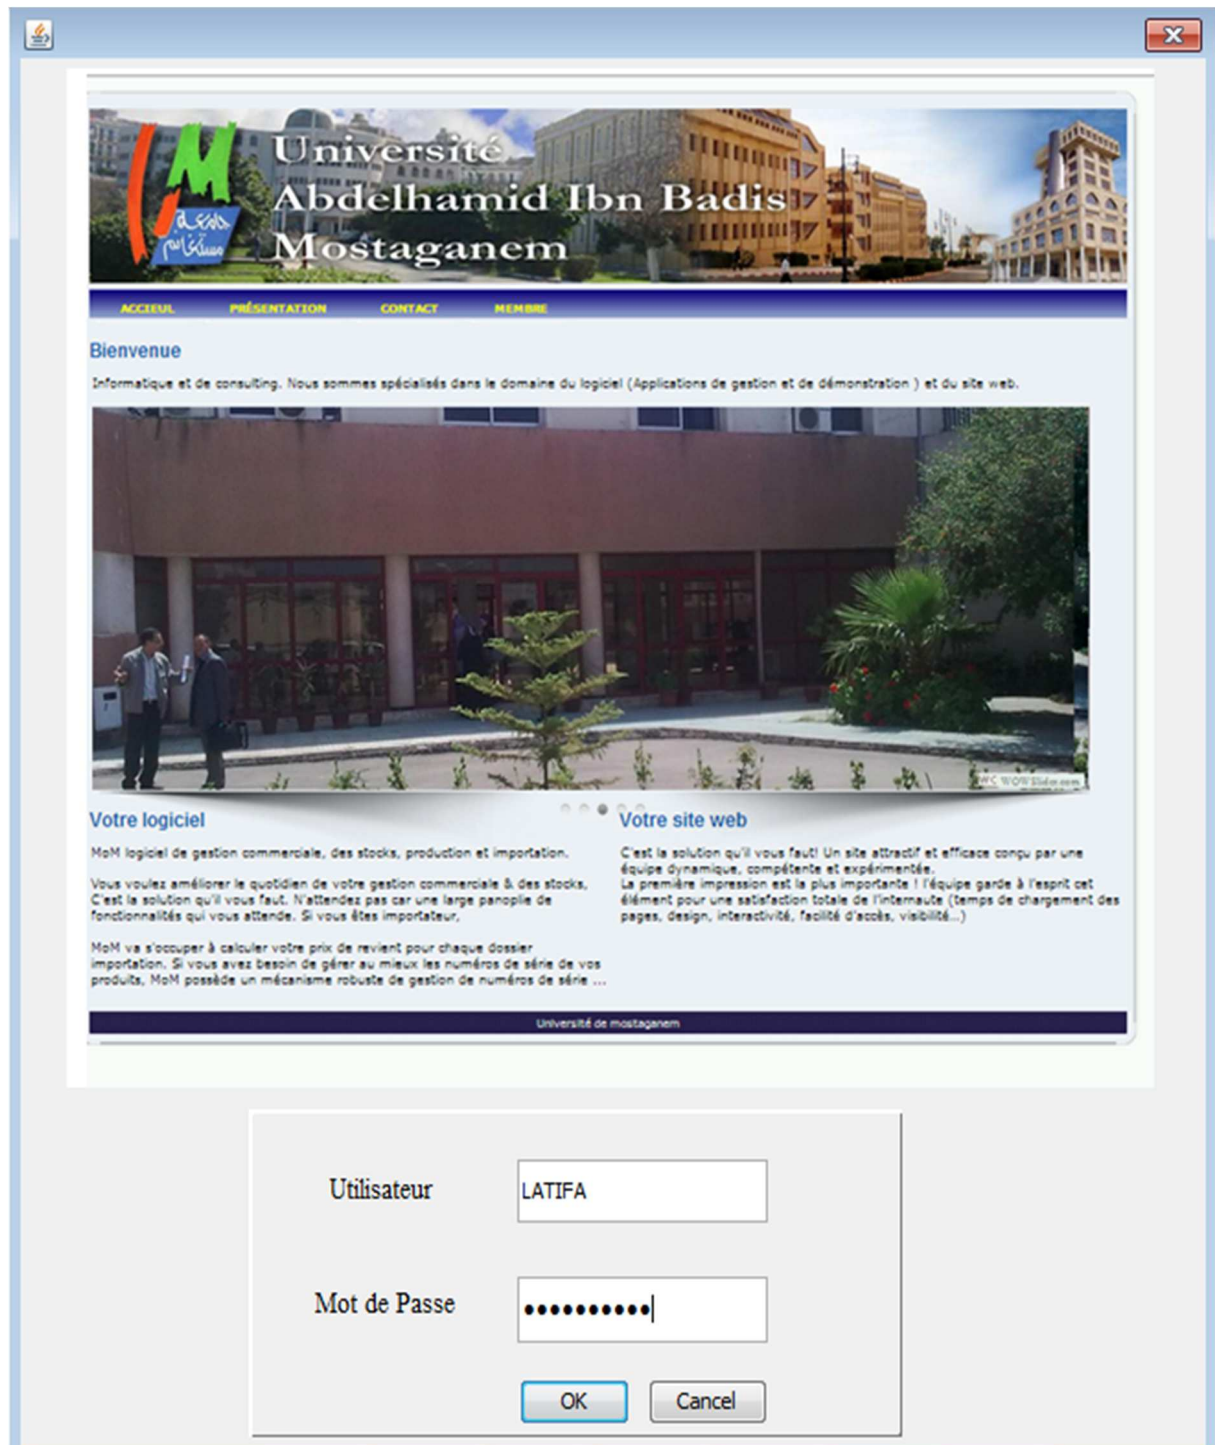 Université
Abdelhamid Ibn Badis
Mostaganem
جامعة
مستغانم
ACCIEUL PRÉSENTATION CONTACT MEMBRE
Bienvenue
Informatique et de consulting. Nous sommes spécialisés dans le domaine du logiciel (Applications de gestion et de démonstration ) et du site web.
WOWSlider.com
Votre logiciel
MoM logiciel de gestion commerciale, des stocks, production et importation.
Vous voulez améliorer le quotidien de votre gestion commerciale & des stocks,
C'est la solution qu'il vous faut. N'attendez pas car une large panoplie de
fonctionnalités qui vous attende. Si vous êtes importateur,
MoM va s'occuper à calculer votre prix de revient pour chaque dossier
importation. Si vous avez besoin de gérer au mieux les numéros de série de vos
produits, MoM possède un mécanisme robuste de gestion de numéros de série ...
Votre site web
C'est la solution qu'il vous faut! Un site attractif et efficace conçu par une
équipe dynamique, compétente et expérimentée.
La première impression est la plus importante ! l'équipe garde à l'esprit cet
élément pour une satisfaction totale de l'internaute (temps de chargement des
pages, design, interactivité, facilité d'accès, visibilité...)
Université de mostaganem
Utilisateur LATIFA
Mot de Passe ••••••••••
OK Cancel